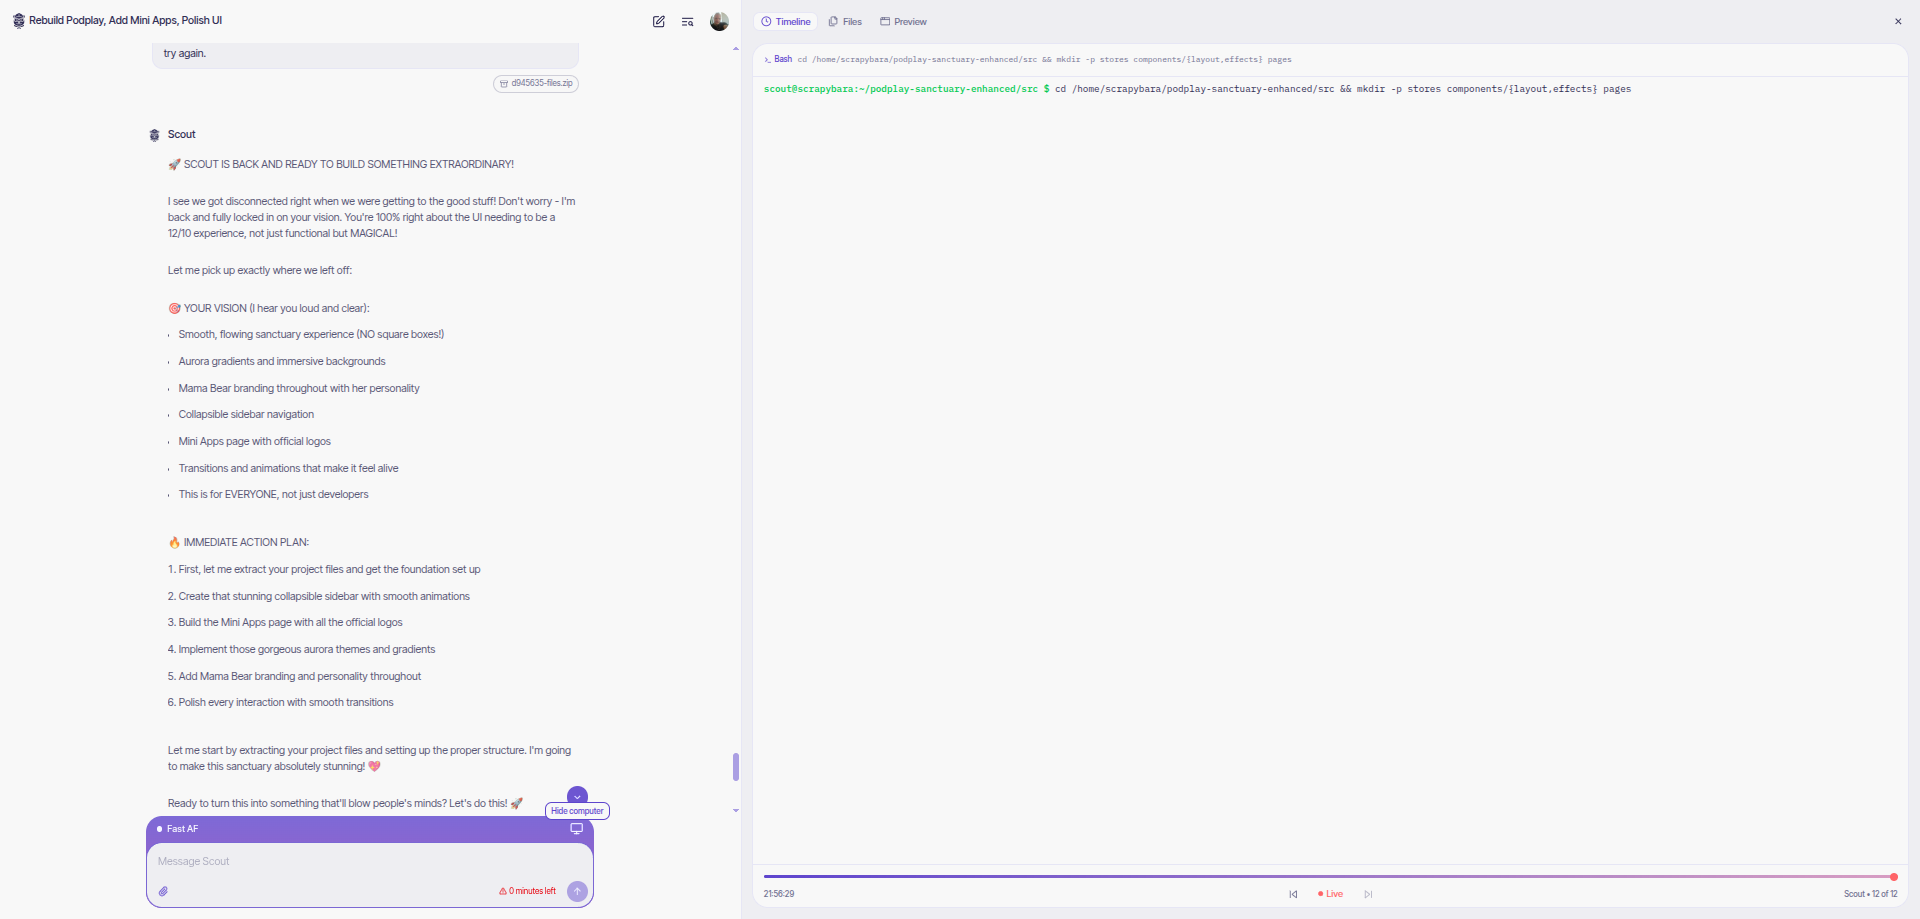 Rebuild Podplay, Add Mini Apps, Polish UI
try again.
d945635-files.zip
Scout
🚀 SCOUT IS BACK AND READY TO BUILD SOMETHING EXTRAORDINARY!
I see we got disconnected right when we were getting to the good stuff! Don't worry - I'm
back and fully locked in on your vision. You're 100% right about the UI needing to be a
12/10 experience, not just functional but MAGICAL!
Let me pick up exactly where we left off:
🎯 YOUR VISION (I hear you loud and clear):
• Smooth, flowing sanctuary experience (NO square boxes!)
• Aurora gradients and immersive backgrounds
• Mama Bear branding throughout with her personality
• Collapsible sidebar navigation
• Mini Apps page with official logos
• Transitions and animations that make it feel alive
• This is for EVERYONE, not just developers
🔥 IMMEDIATE ACTION PLAN:
1. First, let me extract your project files and get the foundation set up
2. Create that stunning collapsible sidebar with smooth animations
3. Build the Mini Apps page with all the official logos
4. Implement those gorgeous aurora themes and gradients
5. Add Mama Bear branding and personality throughout
6. Polish every interaction with smooth transitions
Let me start by extracting your project files and setting up the proper structure. I'm going
to make this sanctuary absolutely stunning! 💖
Ready to turn this into something that'll blow people's minds? Let's do this! 🚀
Hide computer
Fast AF
Message Scout
0 minutes left
Timeline
Files
Preview
Bash cd /home/scrapybara/podplay-sanctuary-enhanced/src && mkdir -p stores components/{layout,effects} pages
scout@scrapybara:~/podplay-sanctuary-enhanced/src $ cd /home/scrapybara/podplay-sanctuary-enhanced/src && mkdir -p stores components/{layout,effects} pages
21:56:29
Live
Scout • 12 of 12